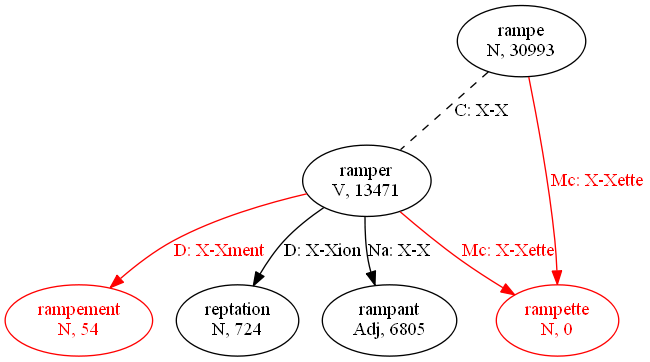 rampe
N, 30993
C: X-X
Mc: X-Xette
ramper
V, 13471
D: X-Xment
D: X-Xion
Na: X-X
Mc: X-Xette
rampement
N, 54
reptation
N, 724
rampant
Adj, 6805
rampette
N, 0